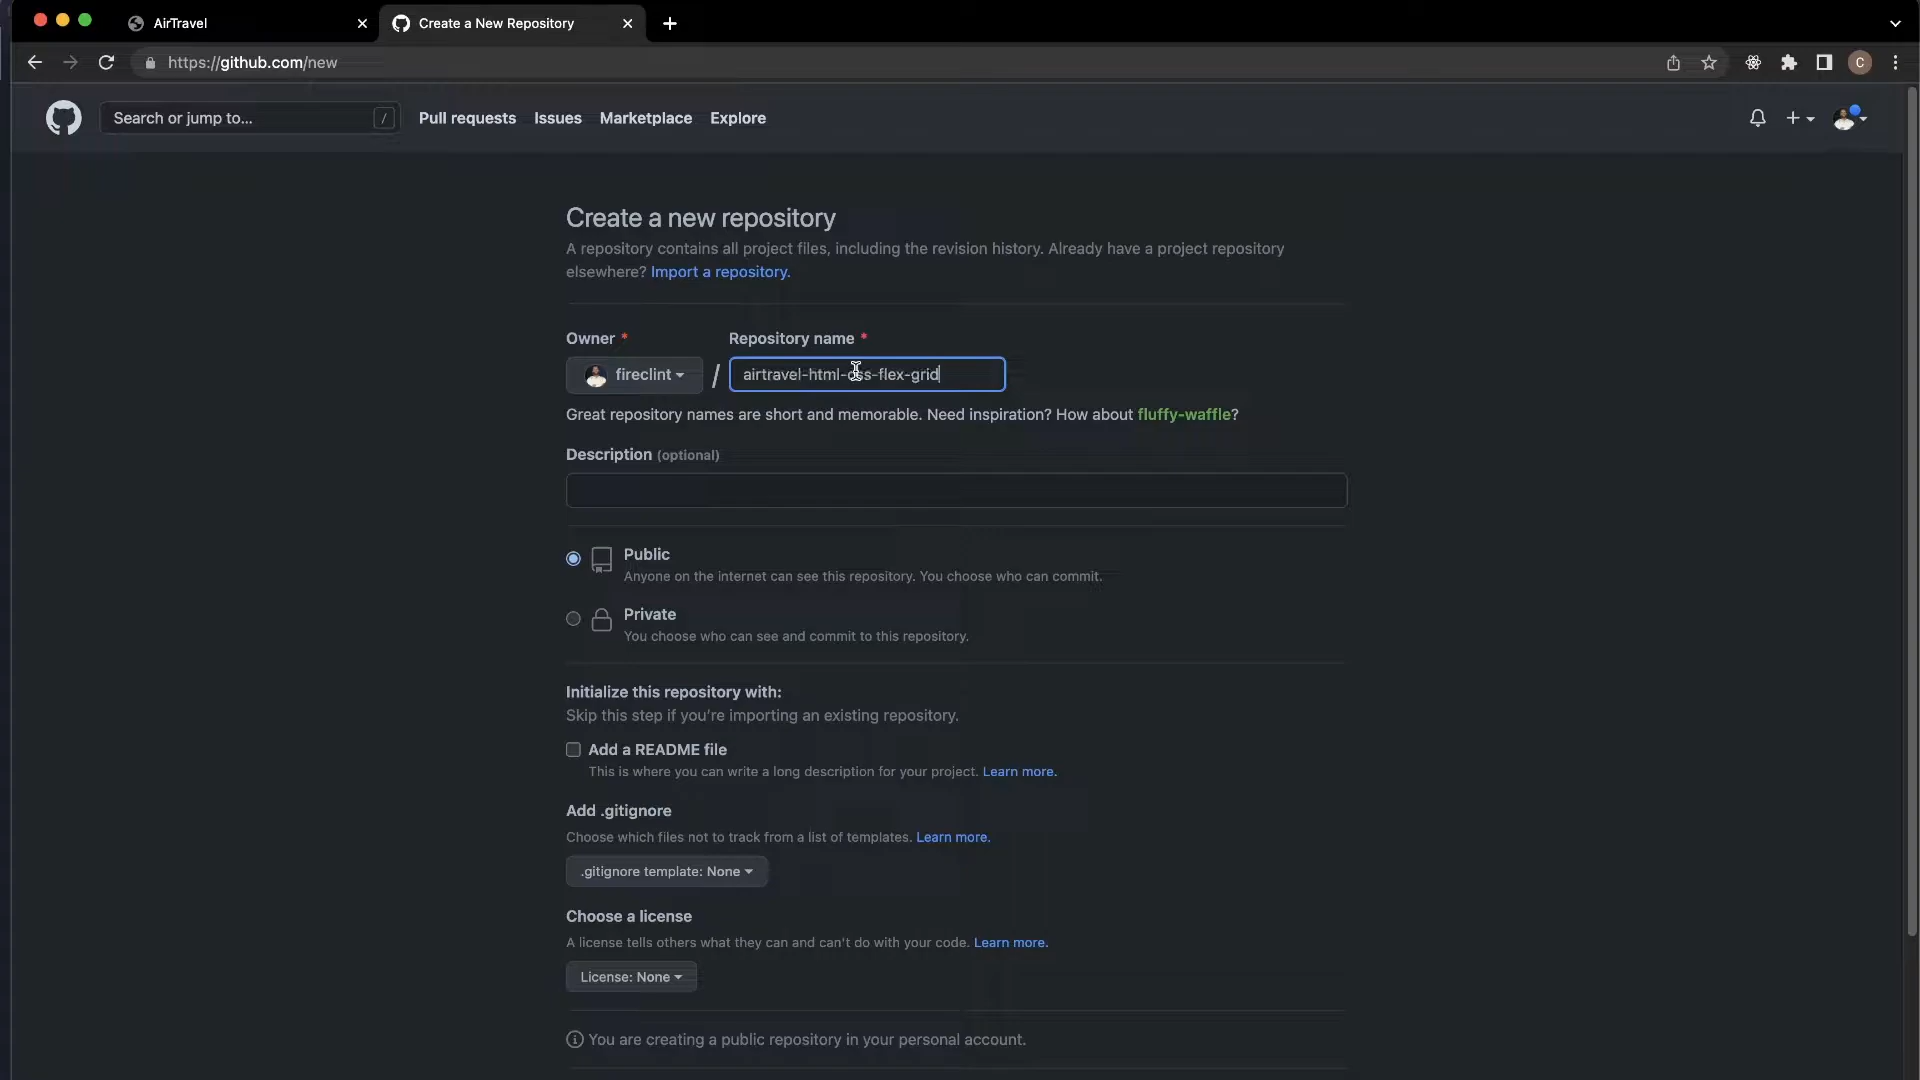 AirTravel
Create a New Repository
https://github.com/new
C
Search or jump to...
/
Pull requests
Issues
Marketplace
Explore
Create a new repository
A repository contains all project files, including the revision history. Already have a project repository
elsewhere? Import a repository.
Owner *
Repository name *
fireclint
/
airtravel-html-css-flex-grid
Great repository names are short and memorable. Need inspiration? How about fluffy-waffle?
Description (optional)
Public
Anyone on the internet can see this repository. You choose who can commit.
Private
You choose who can see and commit to this repository.
Initialize this repository with:
Skip this step if you're importing an existing repository.
Add a README file
This is where you can write a long description for your project. Learn more.
Add .gitignore
Choose which files not to track from a list of templates. Learn more.
.gitignore template: None
Choose a license
A license tells others what they can and can't do with your code. Learn more.
License: None
You are creating a public repository in your personal account.